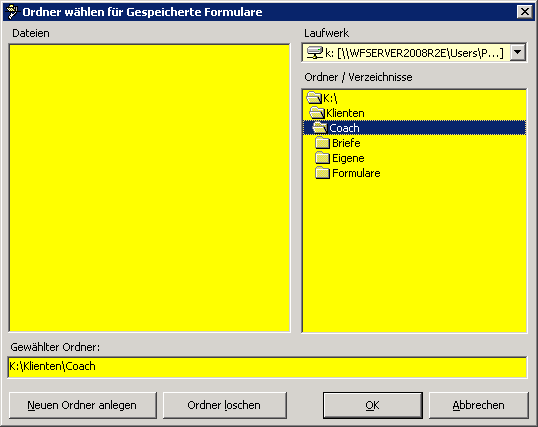 Ordner wählen für Gespeicherte Formulare
Dateien
Laufwerk
k: [\\WFSERVER2008R2E\Users\P...]
Ordner / Verzeichnisse
K:\
Klienten
Coach
Briefe
Eigene
Formulare
Gewählter Ordner:
K:\Klienten\Coach
Neuen Ordner anlegen
Ordner loschen
OK
Abbrechen